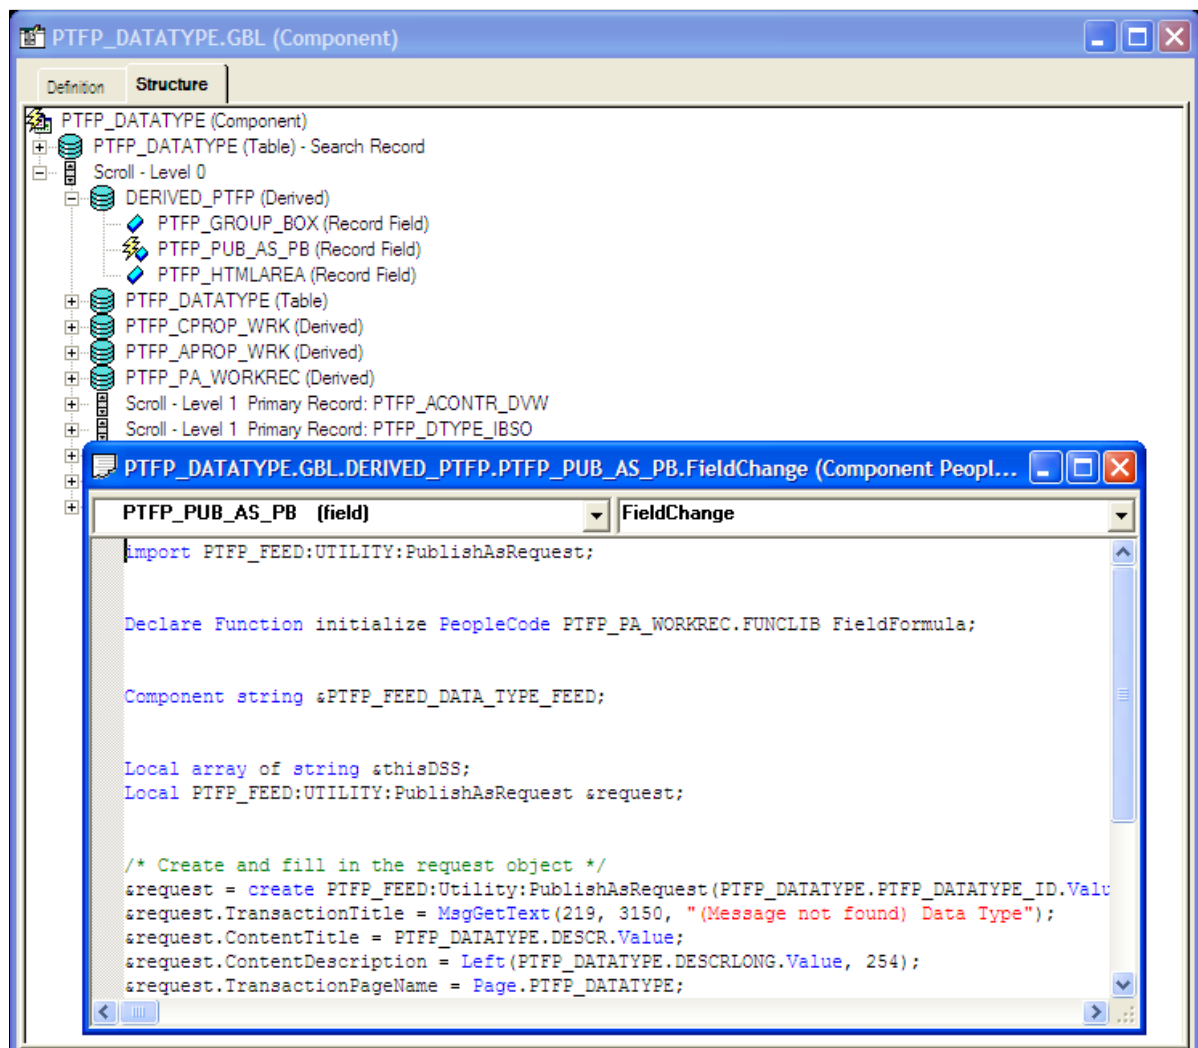 PTFP_DATATYPE.GBL (Component)
Definition Structure
PTFP_DATATYPE (Component)
PTFP_DATATYPE (Table) - Search Record
Scroll - Level 0
DERIVED_PTFP (Derived)
PTFP_GROUP_BOX (Record Field)
PTFP_PUB_AS_PB (Record Field)
PTFP_HTMLAREA (Record Field)
PTFP_DATATYPE (Table)
PTFP_CPROP_WRK (Derived)
PTFP_APROP_WRK (Derived)
PTFP_PA_WORKREC (Derived)
Scroll - Level 1 Primary Record: PTFP_ACONTR_DVW
Scroll - Level 1 Primary Record: PTFP_DTYPE_IBSO
PTFP_DATATYPE.GBL.DERIVED_PTFP.PTFP_PUB_AS_PB.FieldChange (Component Peopl...
PTFP_PUB_AS_PB (field) FieldChange
import PTFP_FEED:UTILITY:PublishAsRequest;
Declare Function initialize PeopleCode PTFP_PA_WORKREC.FUNCLIB FieldFormula;
Component string &PTFP_FEED_DATA_TYPE_FEED;
Local array of string &thisDSS;
Local PTFP_FEED:UTILITY:PublishAsRequest &request;
/* Create and fill in the request object */
&request = create PTFP_FEED:Utility:PublishAsRequest(PTFP_DATATYPE.PTFP_DATATYPE_ID.Valu
&request.TransactionTitle = MsgGetText(219, 3150, "(Message not found) Data Type");
&request.ContentTitle = PTFP_DATATYPE.DESCR.Value;
&request.ContentDescription = Left(PTFP_DATATYPE.DESCRLONG.Value, 254);
&request.TransactionPageName = Page.PTFP_DATATYPE;